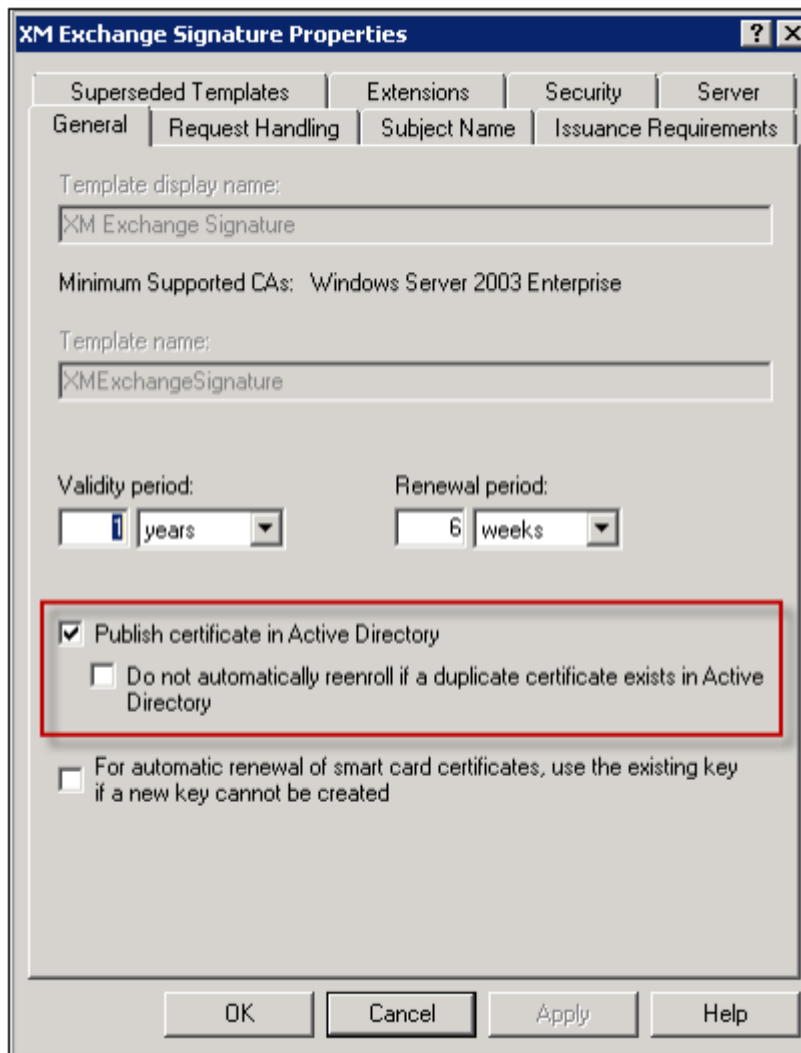 XM Exchange Signature Properties
Superseded Templates Extensions Security Server
General Request Handling Subject Name Issuance Requirements
Template display name:
XM Exchange Signature
Minimum Supported CAs: Windows Server 2003 Enterprise
Template name:
XMExchangeSignature
Validity period: Renewal period:
1 years 6 weeks
Publish certificate in Active Directory
Do not automatically reenroll if a duplicate certificate exists in Active
Directory
For automatic renewal of smart card certificates, use the existing key
if a new key cannot be created
OK Cancel Apply Help